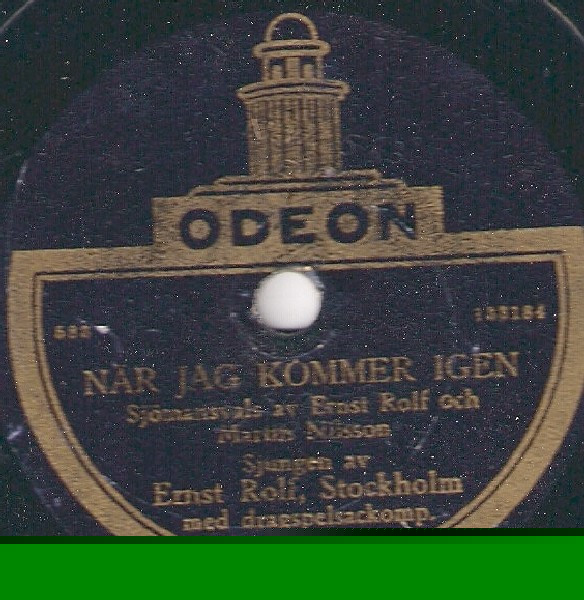 ODEON
NÄR JAG KOMMER IGEN
Sjömansvals av Ernst Rolf och
Martin Nilsson
Sjungen av
Ernst Rolf, Stockholm
med dragspelsackomp.